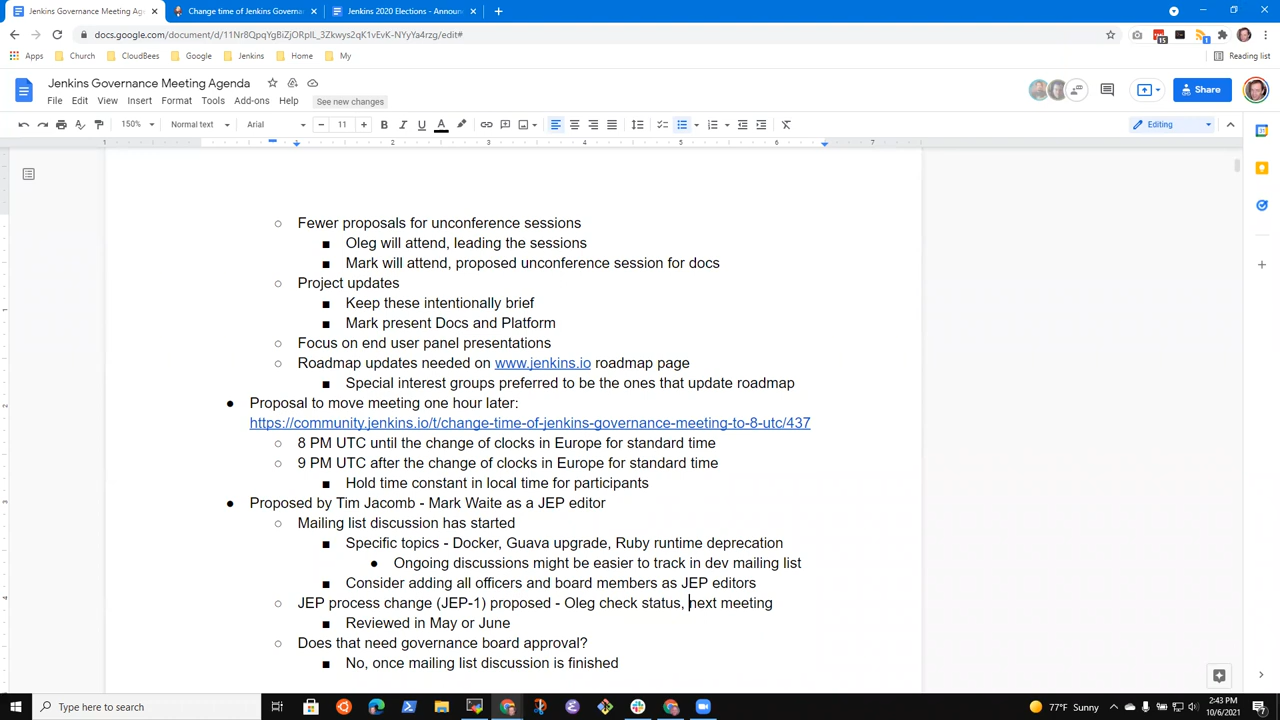 Jenkins Governance Meeting Age
Change time of Jenkins Governan
Jenkins 2020 Elections - Announc
docs.google.com/document/d/11Nr8QpqYgBiZjORpIL_3Zkwys2qK1vEvK-NYyYa4rzg/edit#
15
1
Apps
Church
CloudBees
Google
Jenkins
Home
My
Reading list
Jenkins Governance Meeting Agenda
File Edit View Insert Format Tools Add-ons Help See new changes
Share
150%
Normal text
Arial
11
Editing
1 2 3 4 5 6 7
○ Fewer proposals for unconference sessions
■ Oleg will attend, leading the sessions
■ Mark will attend, proposed unconference session for docs
○ Project updates
■ Keep these intentionally brief
■ Mark present Docs and Platform
○ Focus on end user panel presentations
○ Roadmap updates needed on www.jenkins.io roadmap page
■ Special interest groups preferred to be the ones that update roadmap
● Proposal to move meeting one hour later:
https://community.jenkins.io/t/change-time-of-jenkins-governance-meeting-to-8-utc/437
○ 8 PM UTC until the change of clocks in Europe for standard time
○ 9 PM UTC after the change of clocks in Europe for standard time
■ Hold time constant in local time for participants
● Proposed by Tim Jacomb - Mark Waite as a JEP editor
○ Mailing list discussion has started
■ Specific topics - Docker, Guava upgrade, Ruby runtime deprecation
● Ongoing discussions might be easier to track in dev mailing list
■ Consider adding all officers and board members as JEP editors
○ JEP process change (JEP-1) proposed - Oleg check status, next meeting
■ Reviewed in May or June
○ Does that need governance board approval?
■ No, once mailing list discussion is finished
Type here to search
77°F Sunny
2:43 PM
10/6/2021